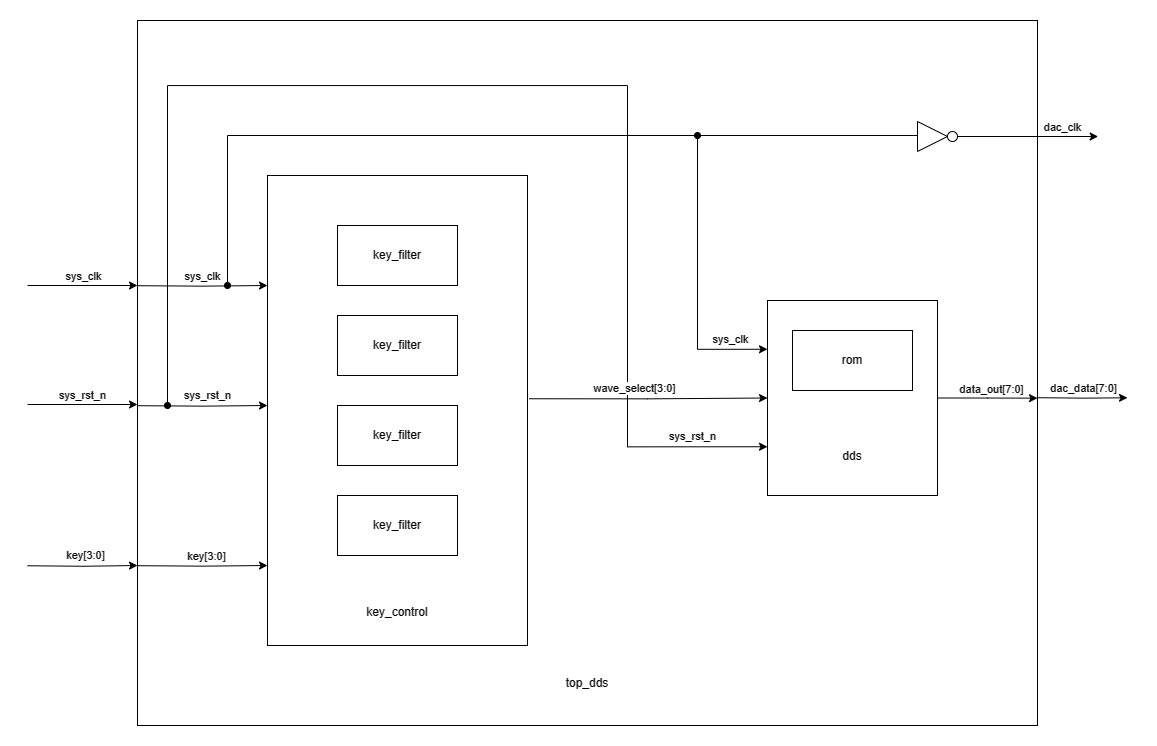 dac_clk
key_filter
sys_clk
sys_clk
key_filter
sys_clk
rom
sys_rst_n
sys_rst_n
wave_select[3:0]
data_out[7:0]
dac_data[7:0]
key_filter
sys_rst_n
dds
key_filter
key[3:0]
key[3:0]
key_control
top_dds